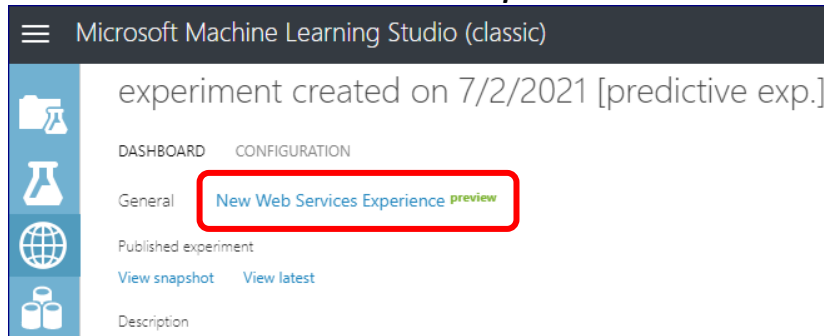 Microsoft Machine Learning Studio (classic)
experiment created on 7/2/2021 [predictive exp.]
DASHBOARD CONFIGURATION
General New Web Services Experience preview
Published experiment
View snapshot View latest
Description